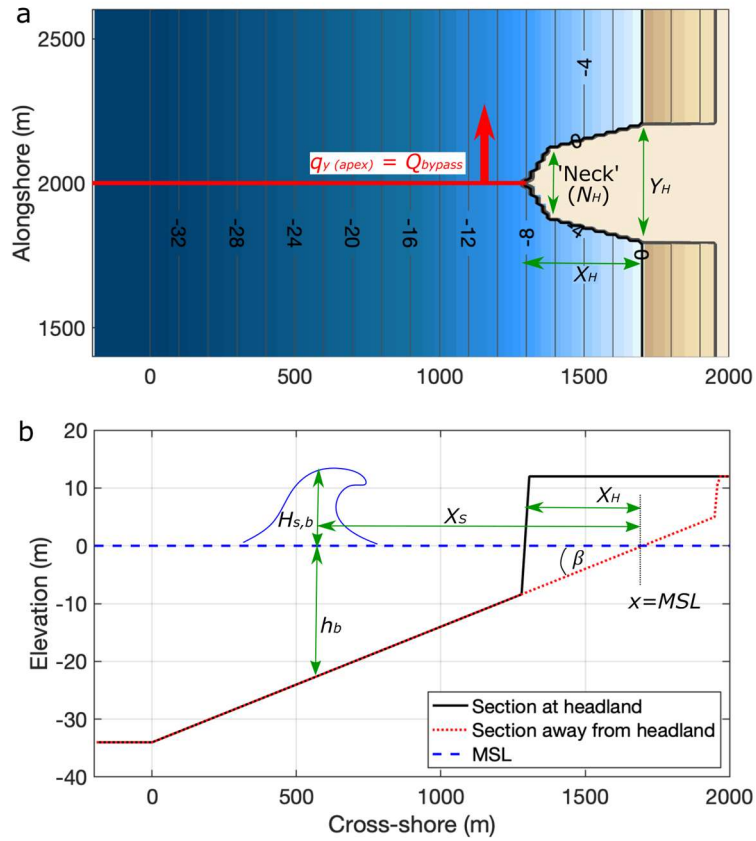 a
2600
2500
2000
1500
Alongshore (m)
-4
0
q_y (apex) = Q_bypass
'Neck'
(N_H)
Y_H
-32
-28
-24
-20
-16
-12
-8
-4
0
X_H
0
500
1000
1500
2000
b
20
10
0
-10
-20
-30
-40
Elevation (m)
H_s,b
X_S
X_H
β
x=MSL
h_b
Section at headland
Section away from headland
MSL
0
500
1000
1500
2000
Cross-shore (m)